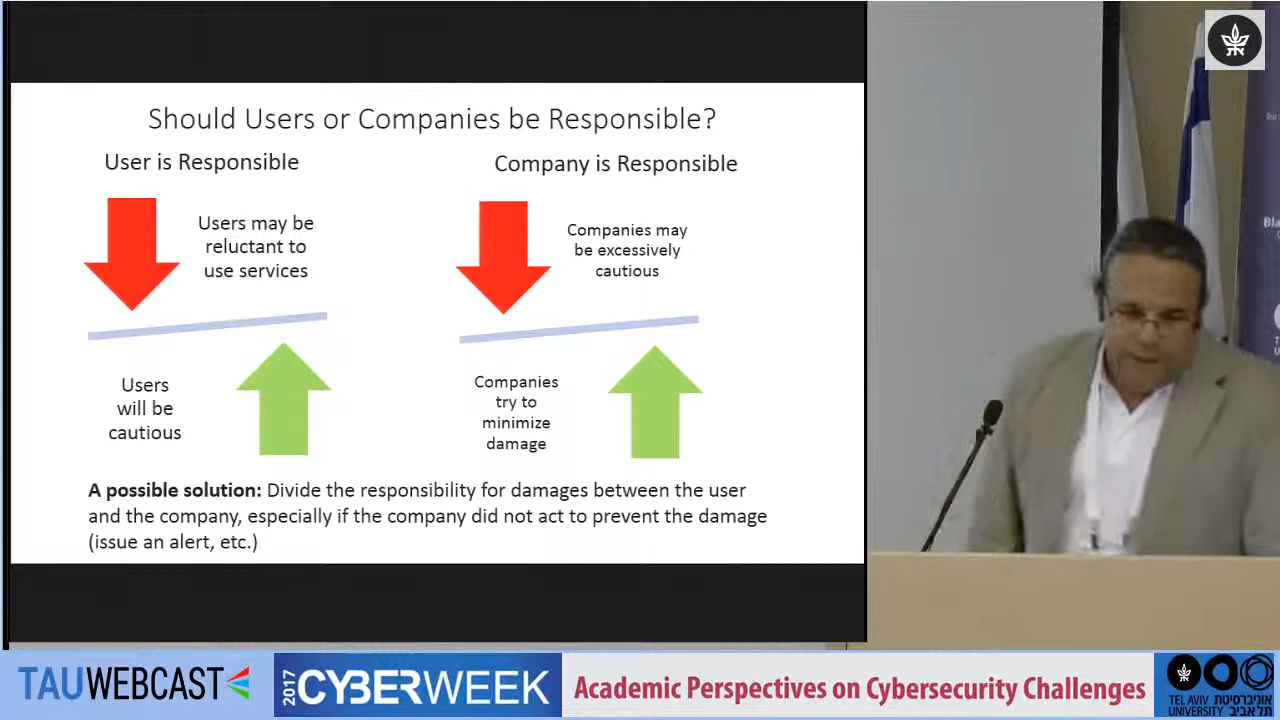 Should Users or Companies be Responsible?
User is Responsible
Users may be
reluctant to
use services
Users
will be
cautious
Company is Responsible
Companies may
be excessively
cautious
Companies
try to
minimize
damage
A possible solution: Divide the responsibility for damages between the user
and the company, especially if the company did not act to prevent the damage
(issue an alert, etc.)
TAUWEBCAST
2017
CYBERWEEK
Academic Perspectives on Cybersecurity Challenges
TEL AVIV אוניברסיטת
UNIVERSITY תל אביב